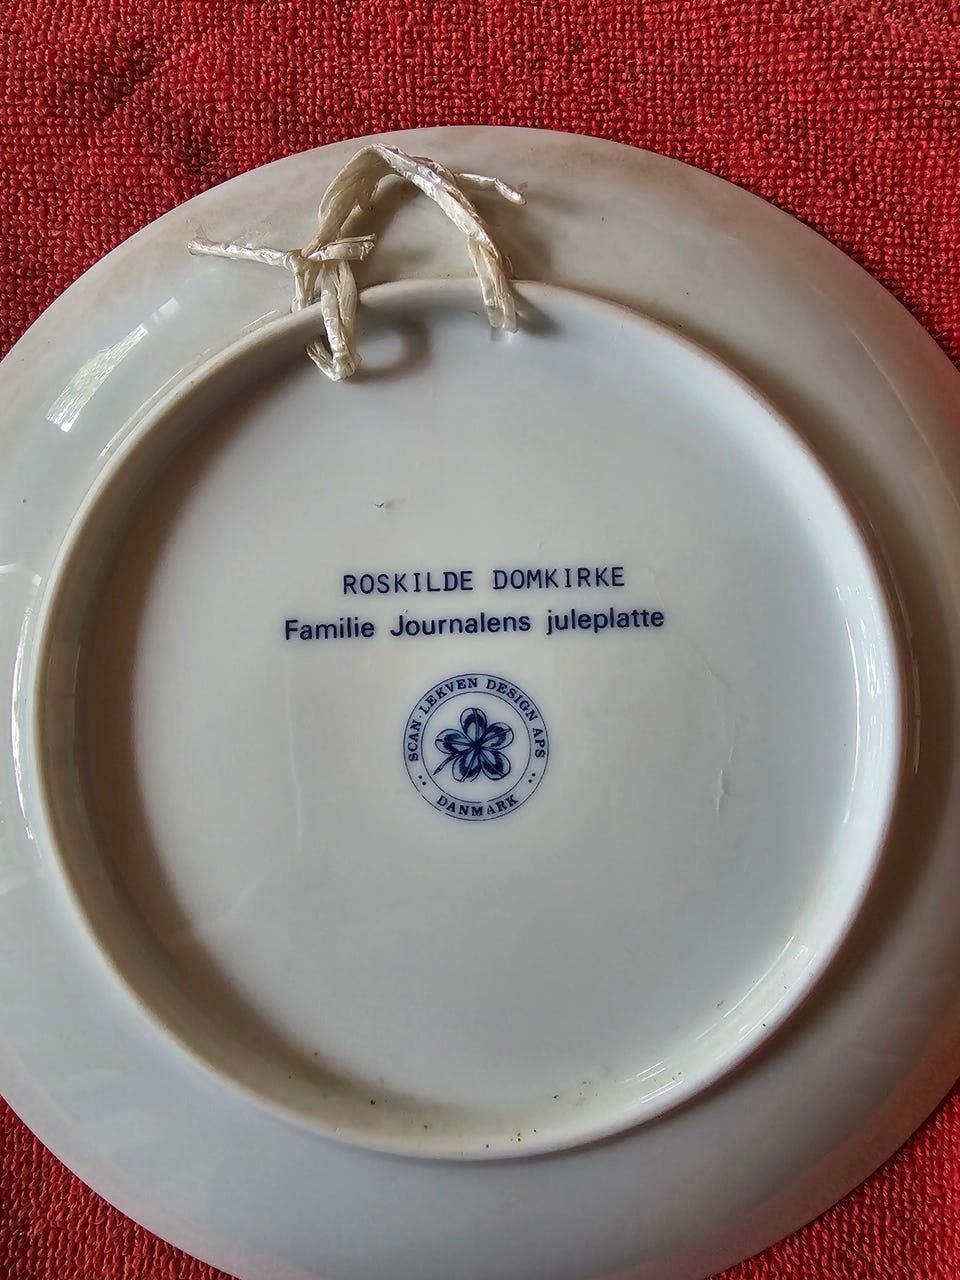 ROSKILDE DOMKIRKE
Familie Journalens juleplatte
SCAN·LEKVEN DESIGN APS
DANMARK